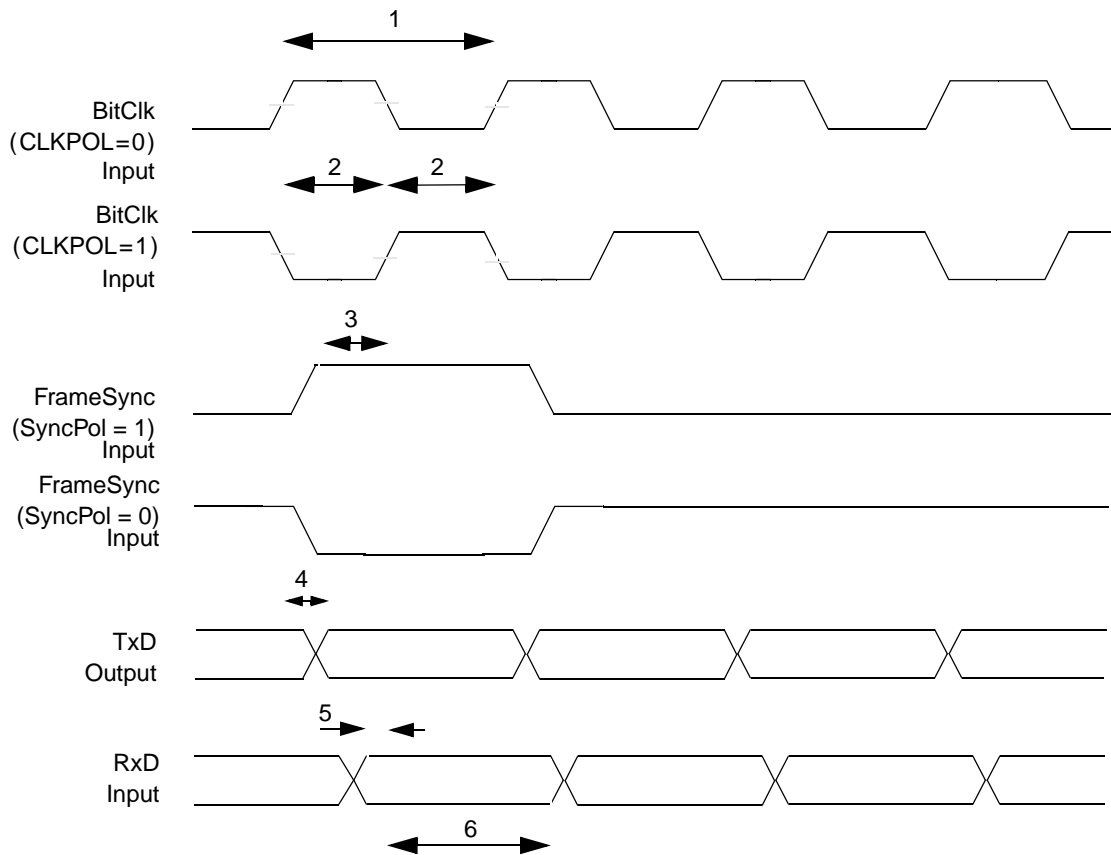 1
BitClk
(CLKPOL=0)
Input
2 2
BitClk
(CLKPOL=1)
Input
3
FrameSync
(SyncPol = 1)
Input
FrameSync
(SyncPol = 0)
Input
4
TxD
Output
5
RxD
Input
6